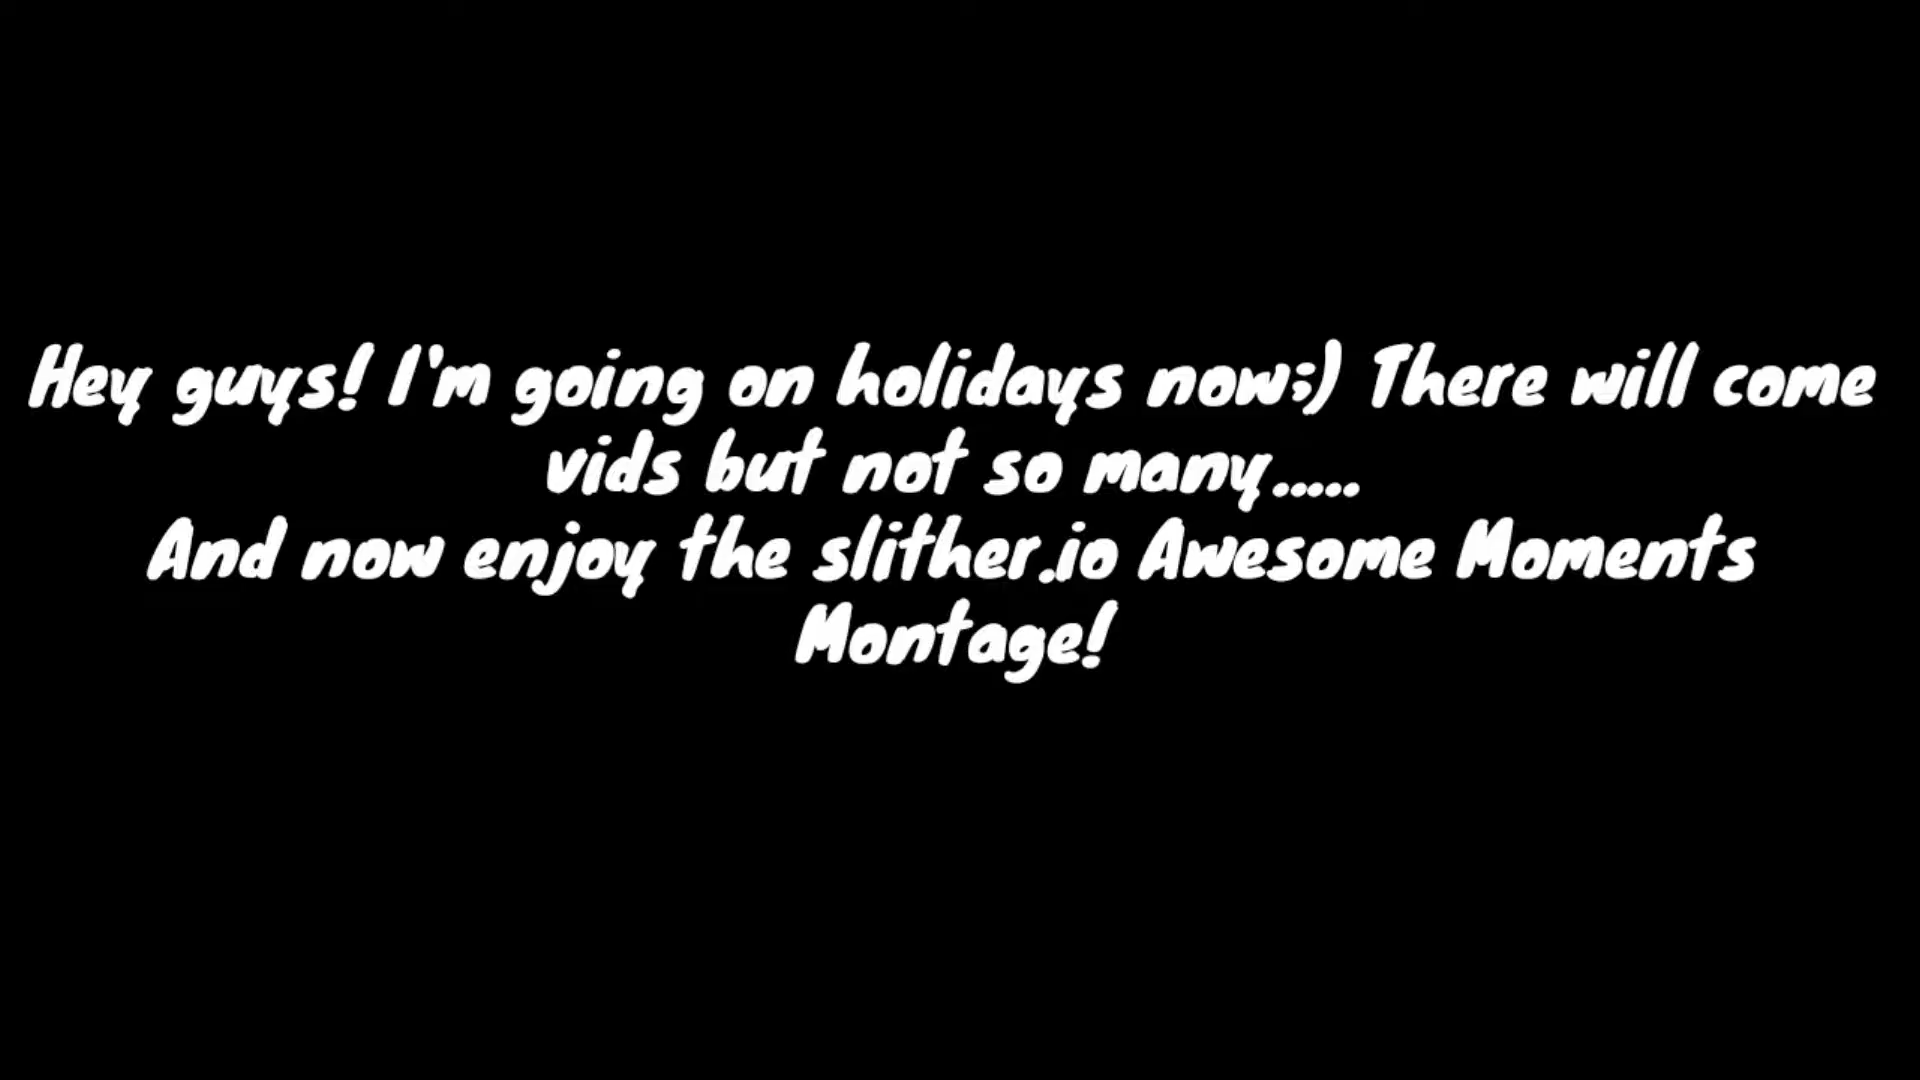 Hey guys! I'm going on holidays now;) There will come
vids but not so many.....
And now enjoy the slither.io Awesome Moments
Montage!